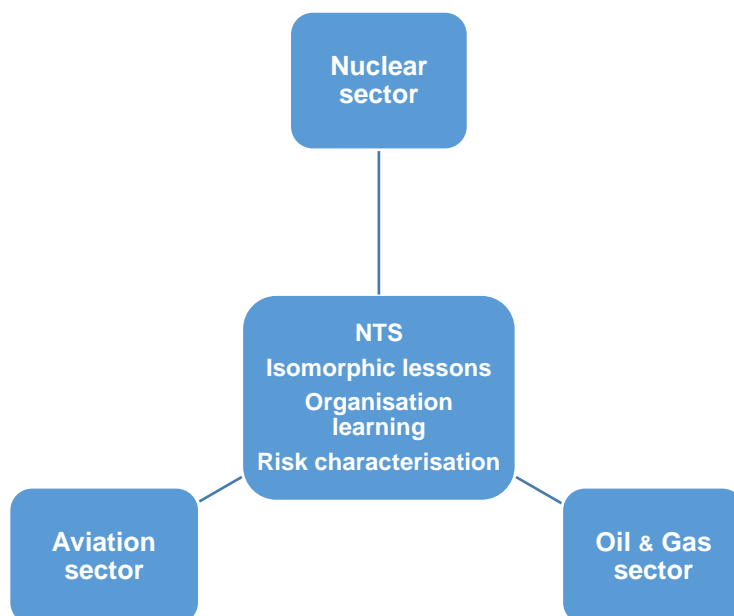 Nuclear
sector
NTS
Isomorphic lessons
Organisation
learning
Risk characterisation
Aviation
sector
Oil & Gas
sector